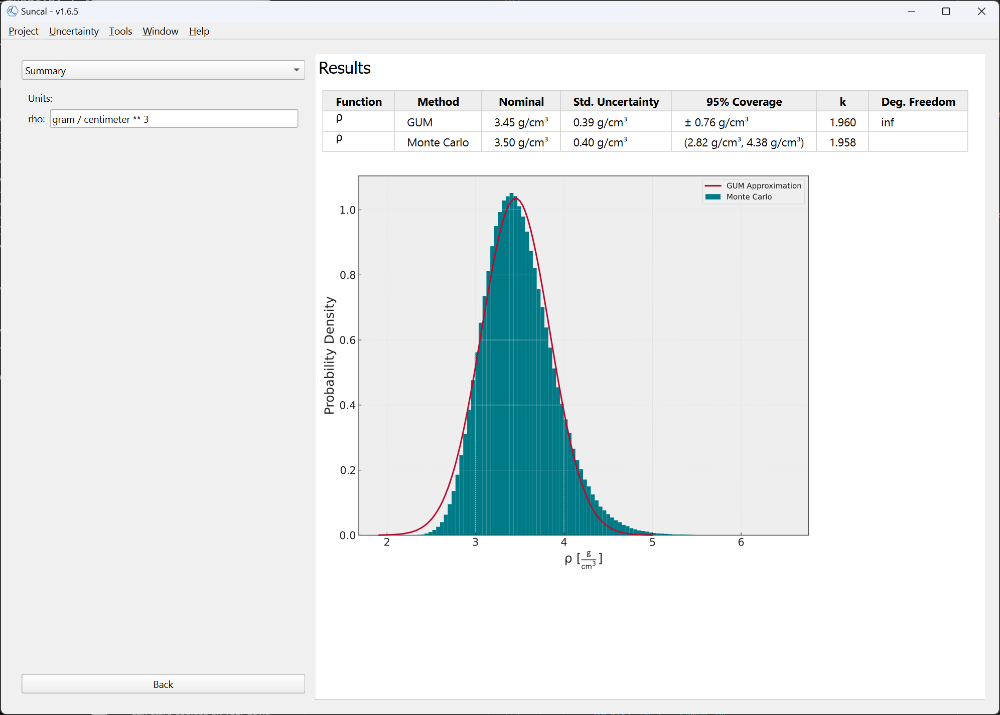 Suncal - v1.6.5
Project Uncertainty Tools Window Help
Summary
Units:
rho: gram / centimeter ** 3
Back
Results
Function Method Nominal Std. Uncertainty 95% Coverage k Deg. Freedom
ρ GUM 3.45 g/cm³ 0.39 g/cm³ ± 0.76 g/cm³ 1.960 inf
ρ Monte Carlo 3.50 g/cm³ 0.40 g/cm³ (2.82 g/cm³, 4.38 g/cm³) 1.958
GUM Approximation
Monte Carlo
Probability Density
1.0
0.8
0.6
0.4
0.2
0.0
2 3 4 5 6
ρ [g/cm³]